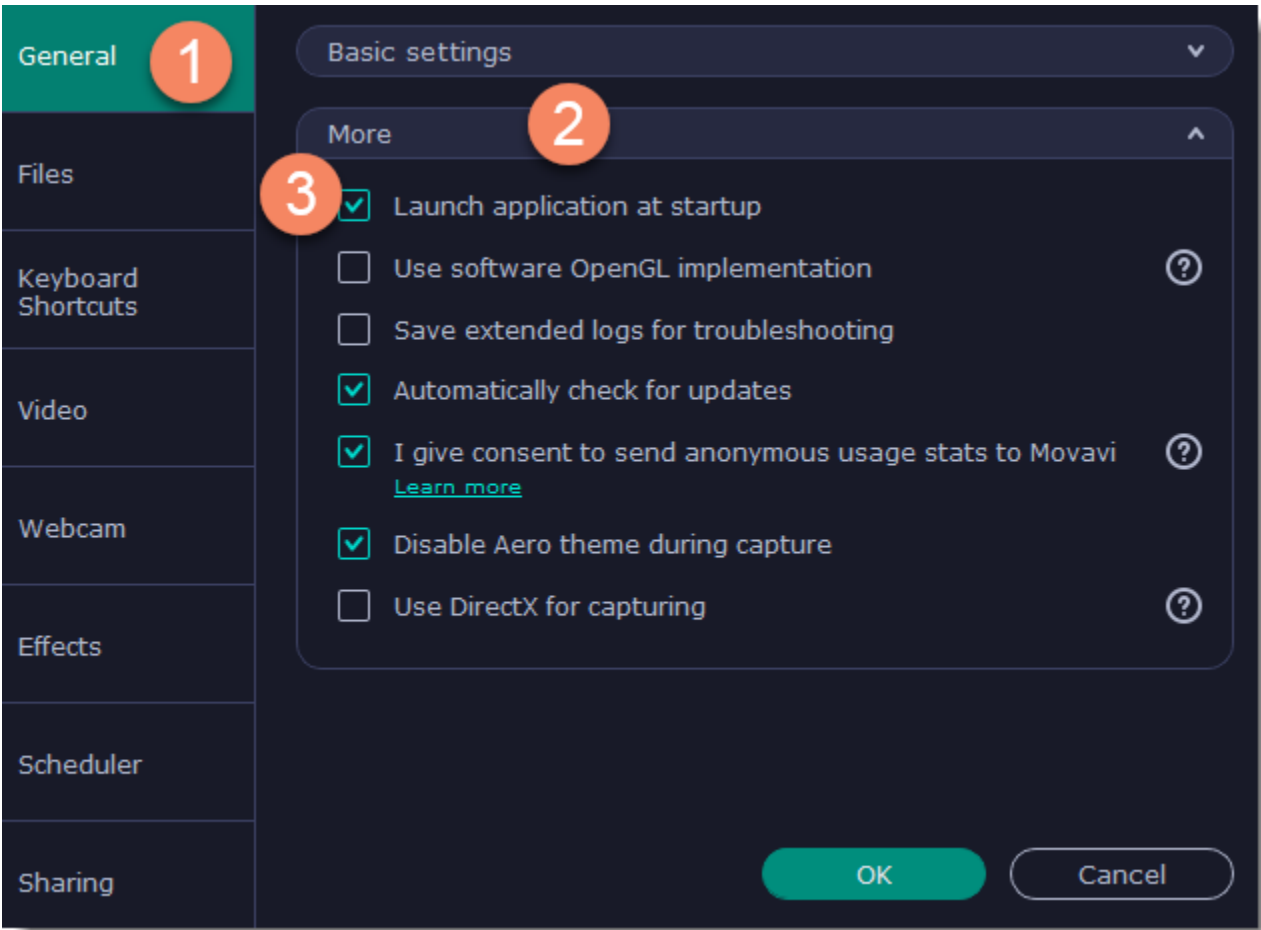 General
1
Files
Keyboard
Shortcuts
Video
Webcam
Effects
Scheduler
Sharing
Basic settings
More
2
3
Launch application at startup
Use software OpenGL implementation
?
Save extended logs for troubleshooting
Automatically check for updates
I give consent to send anonymous usage stats to Movavi
?
Learn more
Disable Aero theme during capture
Use DirectX for capturing
?
OK
Cancel